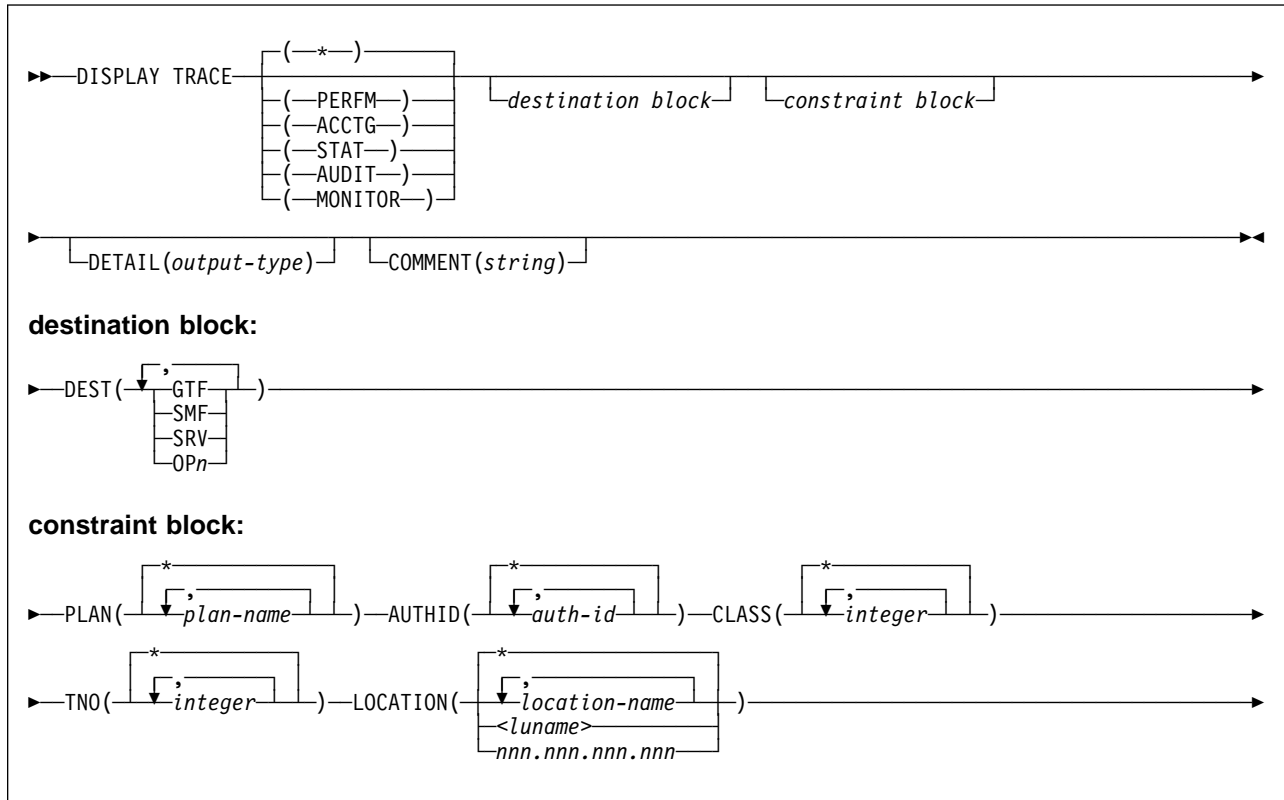 ( * )
DISPLAY TRACE
( PERFM ) destination block constraint block
( ACCTG )
( STAT )
( AUDIT )
( MONITOR )
DETAIL(output-type) COMMENT(string)
destination block:
,
DEST( GTF )
SMF
SRV
OPn
constraint block:
* * *
, , ,
PLAN( plan-name ) AUTHID( auth-id ) CLASS( integer )
* *
, ,
TNO( integer ) LOCATION( location-name )
<luname>
nnn.nnn.nnn.nnn